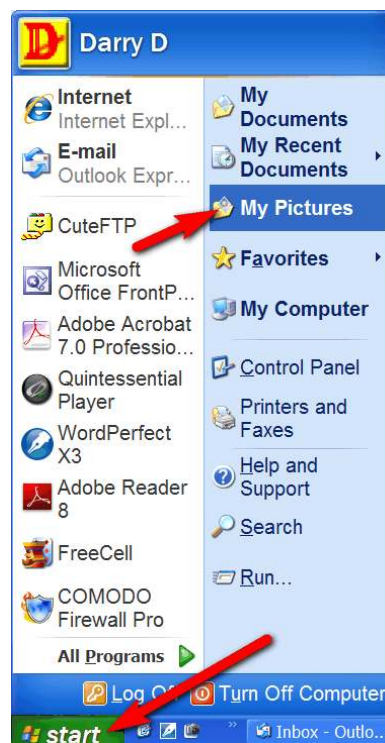 Darry D
Internet
Internet Expl...
E-mail
Outlook Expr...
CuteFTP
Microsoft
Office FrontP...
Adobe Acrobat
7.0 Professio...
Quintessential
Player
WordPerfect
X3
Adobe Reader
8
FreeCell
COMODO
Firewall Pro
All Programs
My
Documents
My Recent
Documents
My Pictures
Favorites
My Computer
Control Panel
Printers and
Faxes
Help and
Support
Search
Run...
Log Off
Turn Off Computer
start
Inbox - Outlo...